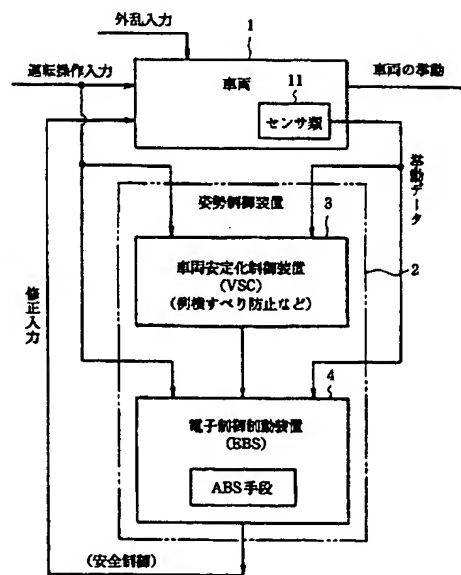 外乱入力
1
運転操作入力
車両
11
センサ類
車両の挙動
挙動データ
姿勢制御装置
3
車両安定化制御装置
(VSC)
(例横すべり防止など)
2
修正入力
4
電子制御制動装置
(EBS)
ABS手段
(安全制御)